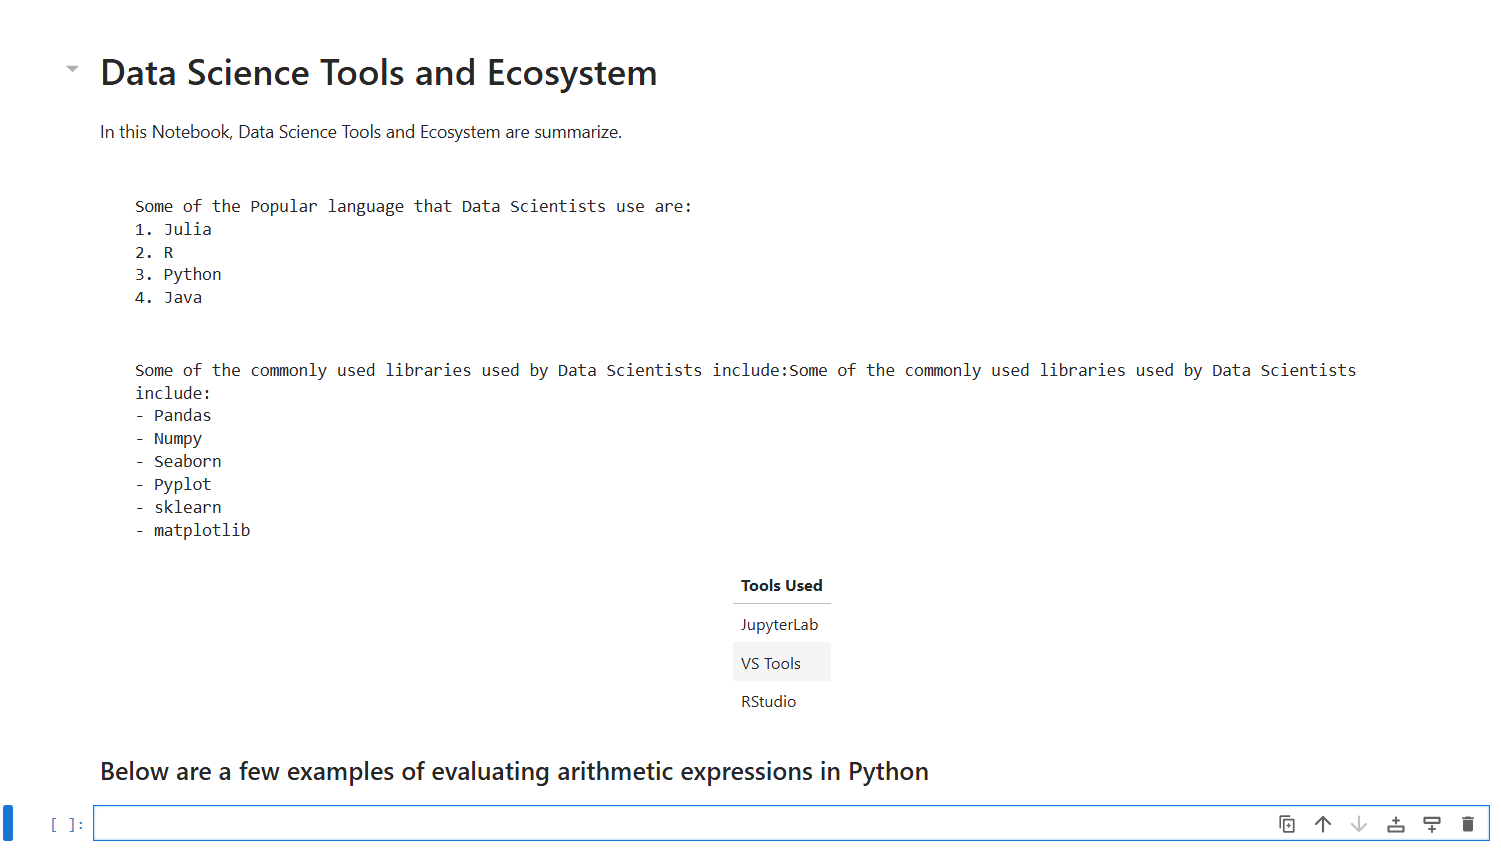 Data Science Tools and Ecosystem
In this Notebook, Data Science Tools and Ecosystem are summarize.
Some of the Popular language that Data Scientists use are:
1. Julia
2. R
3. Python
4. Java
Some of the commonly used libraries used by Data Scientists include:Some of the commonly used libraries used by Data Scientists
include:
- Pandas
- Numpy
- Seaborn
- Pyplot
- sklearn
- matplotlib
Tools Used
JupyterLab
VS Tools
RStudio
Below are a few examples of evaluating arithmetic expressions in Python
[ ]: